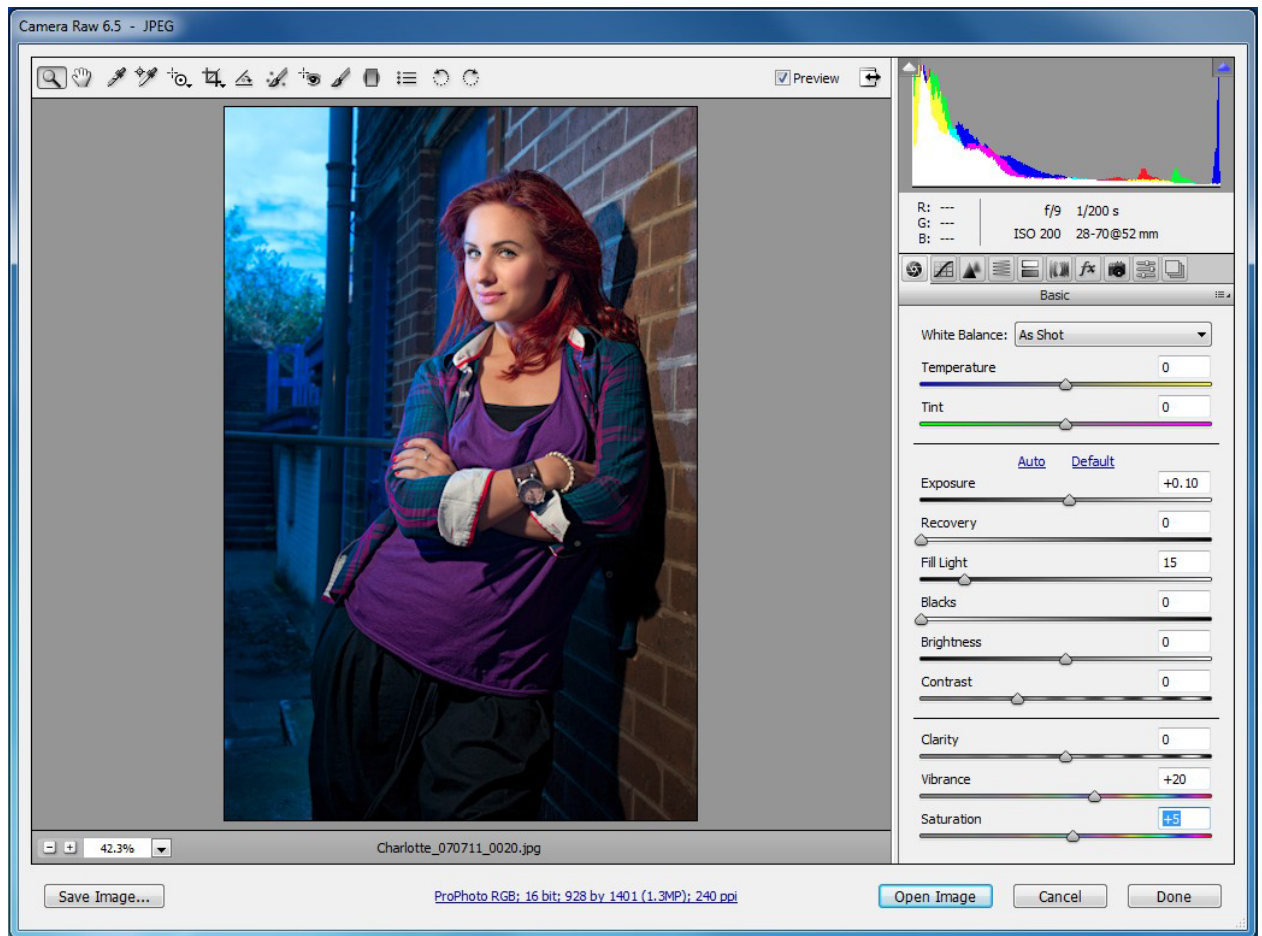 Camera Raw 6.5 - JPEG
Preview
R: ---
G: ---
B: ---
f/9 1/200 s
ISO 200 28-70@52 mm
fx
Basic
White Balance: As Shot
Temperature 0
Tint 0
Auto Default
Exposure +0.10
Recovery 0
Fill Light 15
Blacks 0
Brightness 0
Contrast 0
Clarity 0
Vibrance +20
Saturation +5
42.3% Charlotte_070711_0020.jpg
Save Image... ProPhoto RGB; 16 bit; 928 by 1401 (1.3MP); 240 ppi Open Image Cancel Done